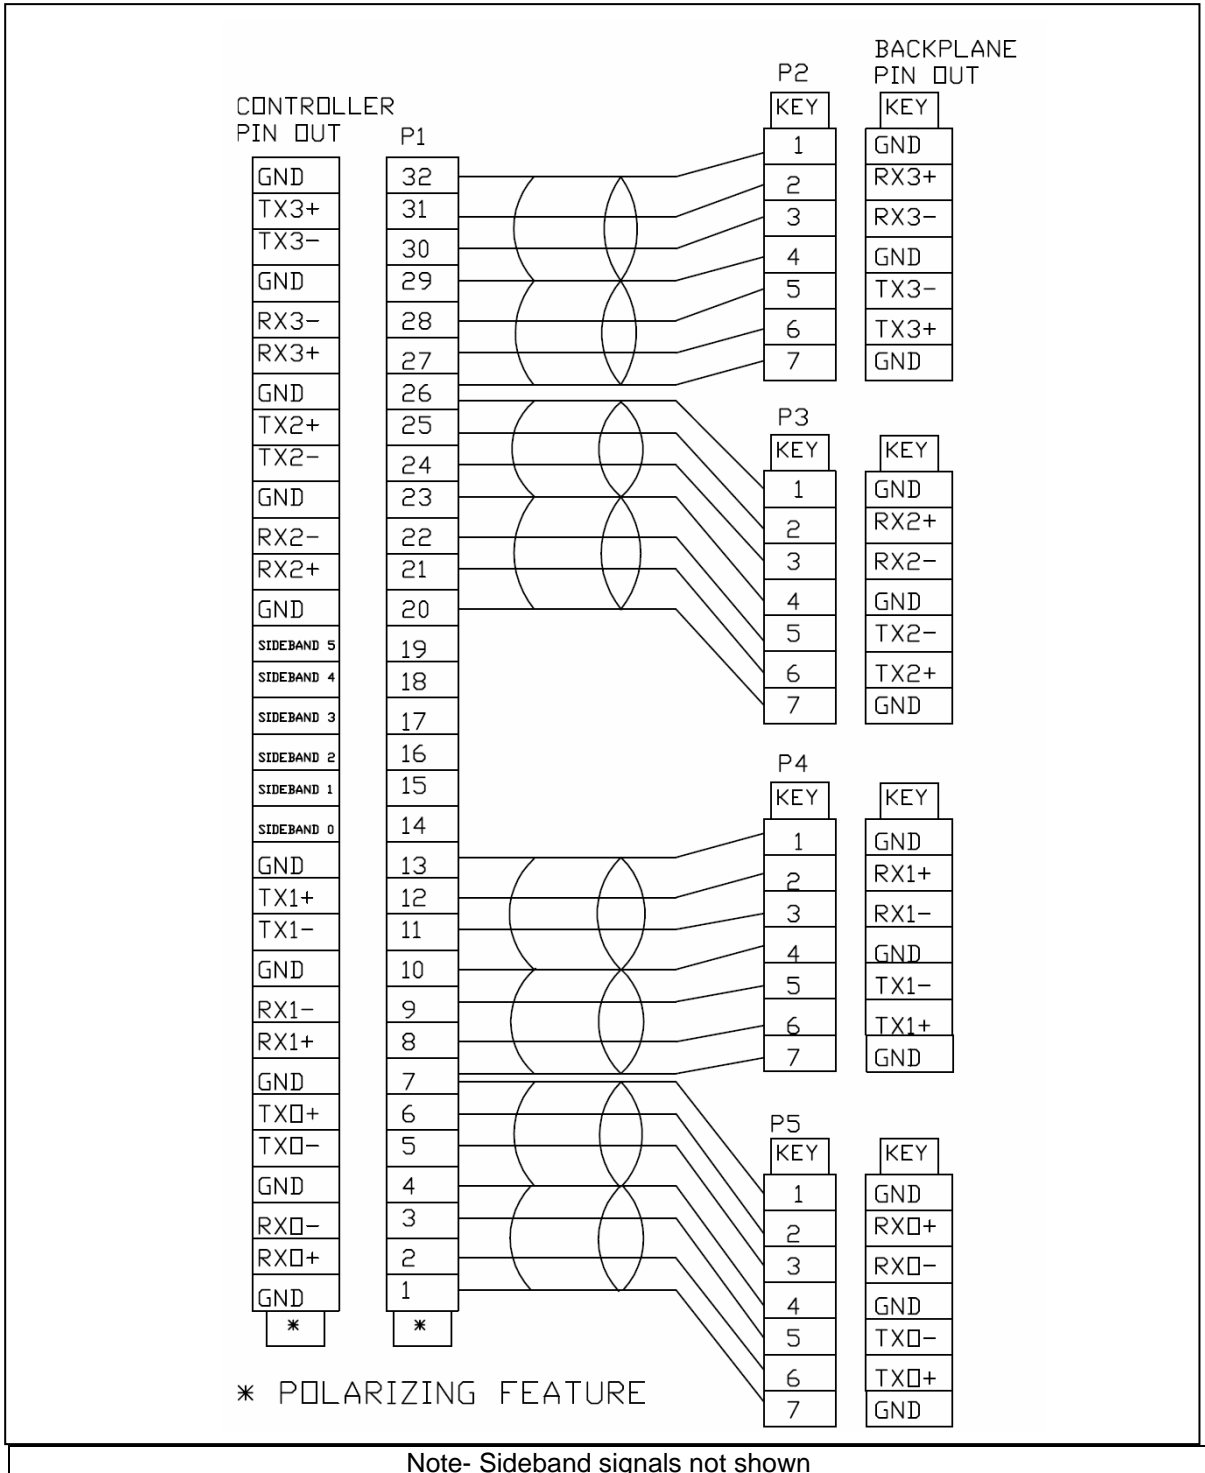 BACKPLANE
PIN OUT
P2
KEY KEY
1 GND
2 RX3+
3 RX3-
4 GND
5 TX3-
6 TX3+
7 GND
P3
KEY KEY
1 GND
2 RX2+
3 RX2-
4 GND
5 TX2-
6 TX2+
7 GND
P4
KEY KEY
1 GND
2 RX1+
3 RX1-
4 GND
5 TX1-
6 TX1+
7 GND
P5
KEY KEY
1 GND
2 RX0+
3 RX0-
4 GND
5 TX0-
6 TX0+
7 GND
CONTROLLER
PIN OUT P1
GND 32
TX3+ 31
TX3- 30
GND 29
RX3- 28
RX3+ 27
GND 26
TX2+ 25
TX2- 24
GND 23
RX2- 22
RX2+ 21
GND 20
SIDEBAND 5 19
SIDEBAND 4 18
SIDEBAND 3 17
SIDEBAND 2 16
SIDEBAND 1 15
SIDEBAND 0 14
GND 13
TX1+ 12
TX1- 11
GND 10
RX1- 9
RX1+ 8
GND 7
TX0+ 6
TX0- 5
GND 4
RX0- 3
RX0+ 2
GND 1
* *
* POLARIZING FEATURE
Note- Sideband signals not shown